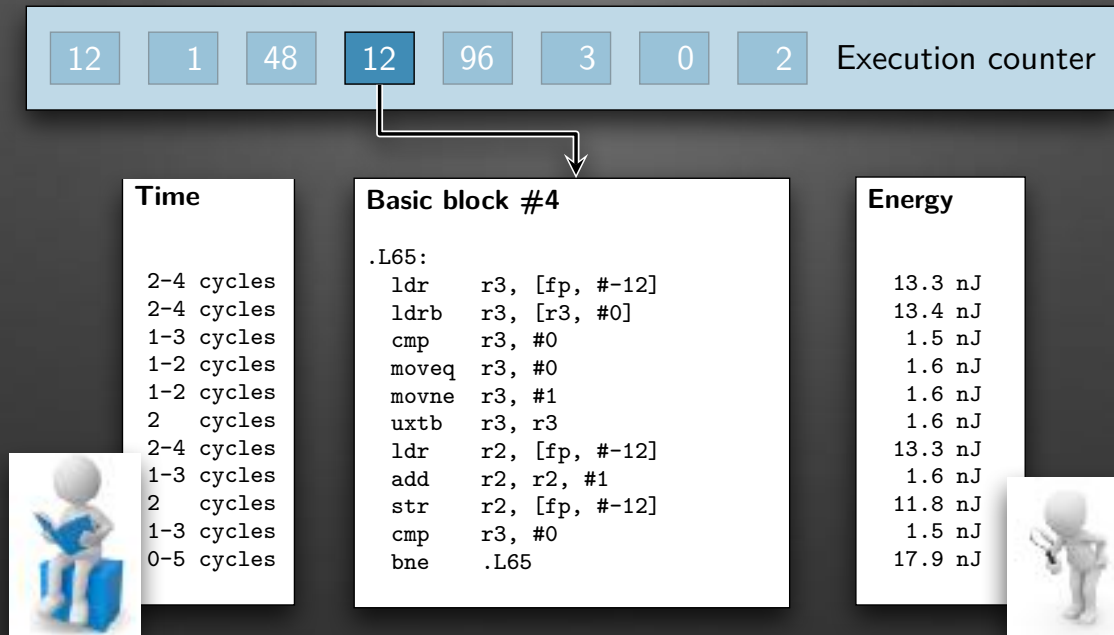 12 1 48 12 96 3 0 2 Execution counter
Time
2-4 cycles
2-4 cycles
1-3 cycles
1-2 cycles
1-2 cycles
2 cycles
2-4 cycles
1-3 cycles
2 cycles
1-3 cycles
0-5 cycles
Basic block #4
.L65:
ldr r3, [fp, #-12]
ldrb r3, [r3, #0]
cmp r3, #0
moveq r3, #0
movne r3, #1
uxtb r3, r3
ldr r2, [fp, #-12]
add r2, r2, #1
str r2, [fp, #-12]
cmp r3, #0
bne .L65
Energy
13.3 nJ
13.4 nJ
1.5 nJ
1.6 nJ
1.6 nJ
1.6 nJ
13.3 nJ
1.6 nJ
11.8 nJ
1.5 nJ
17.9 nJ